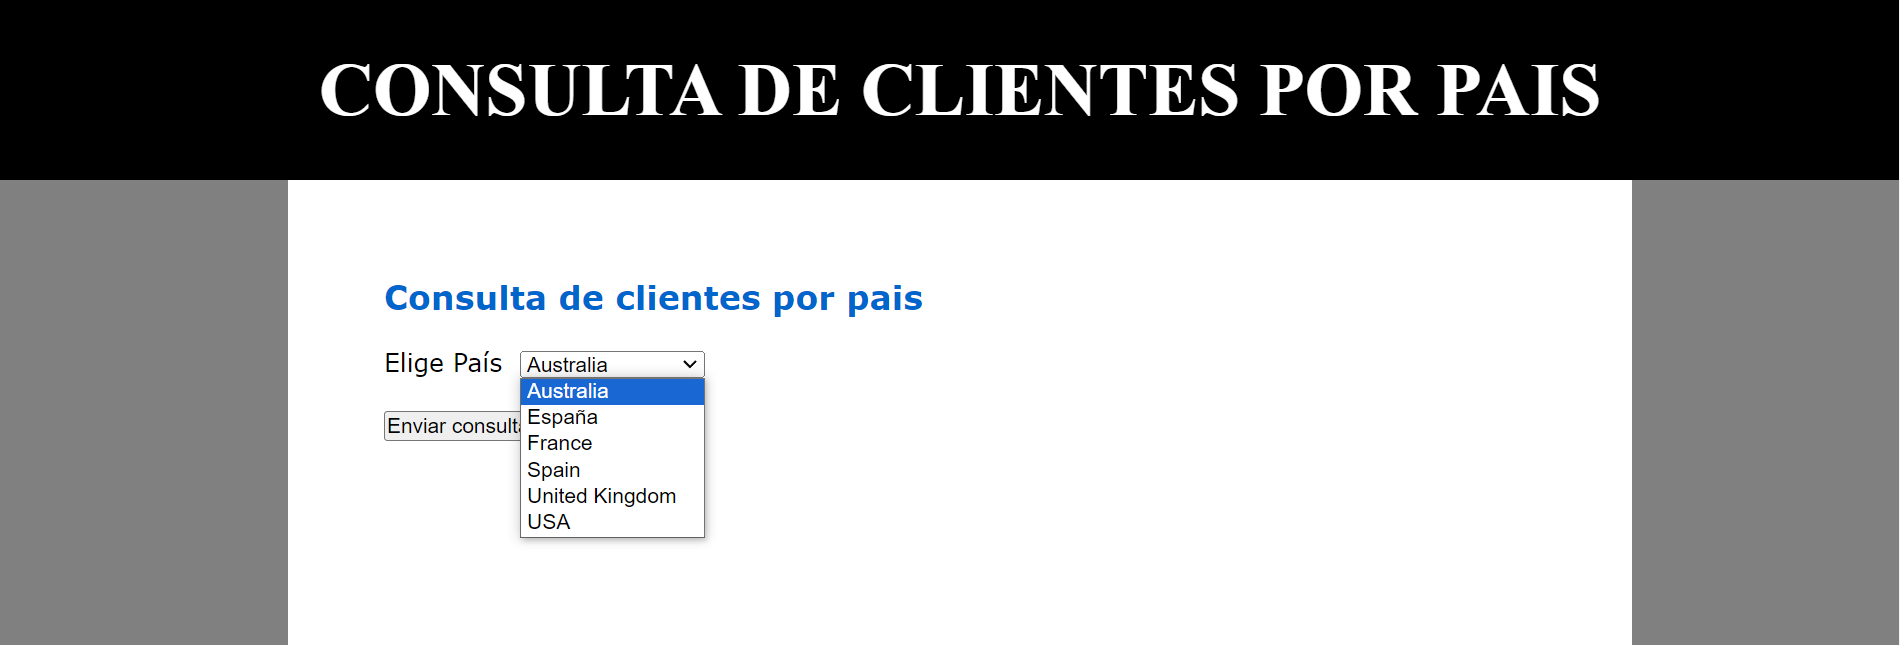 CONSULTA DE CLIENTES POR PAIS
Consulta de clientes por pais
Elige País Australia
Australia
Enviar consulta
España
France
Spain
United Kingdom
USA